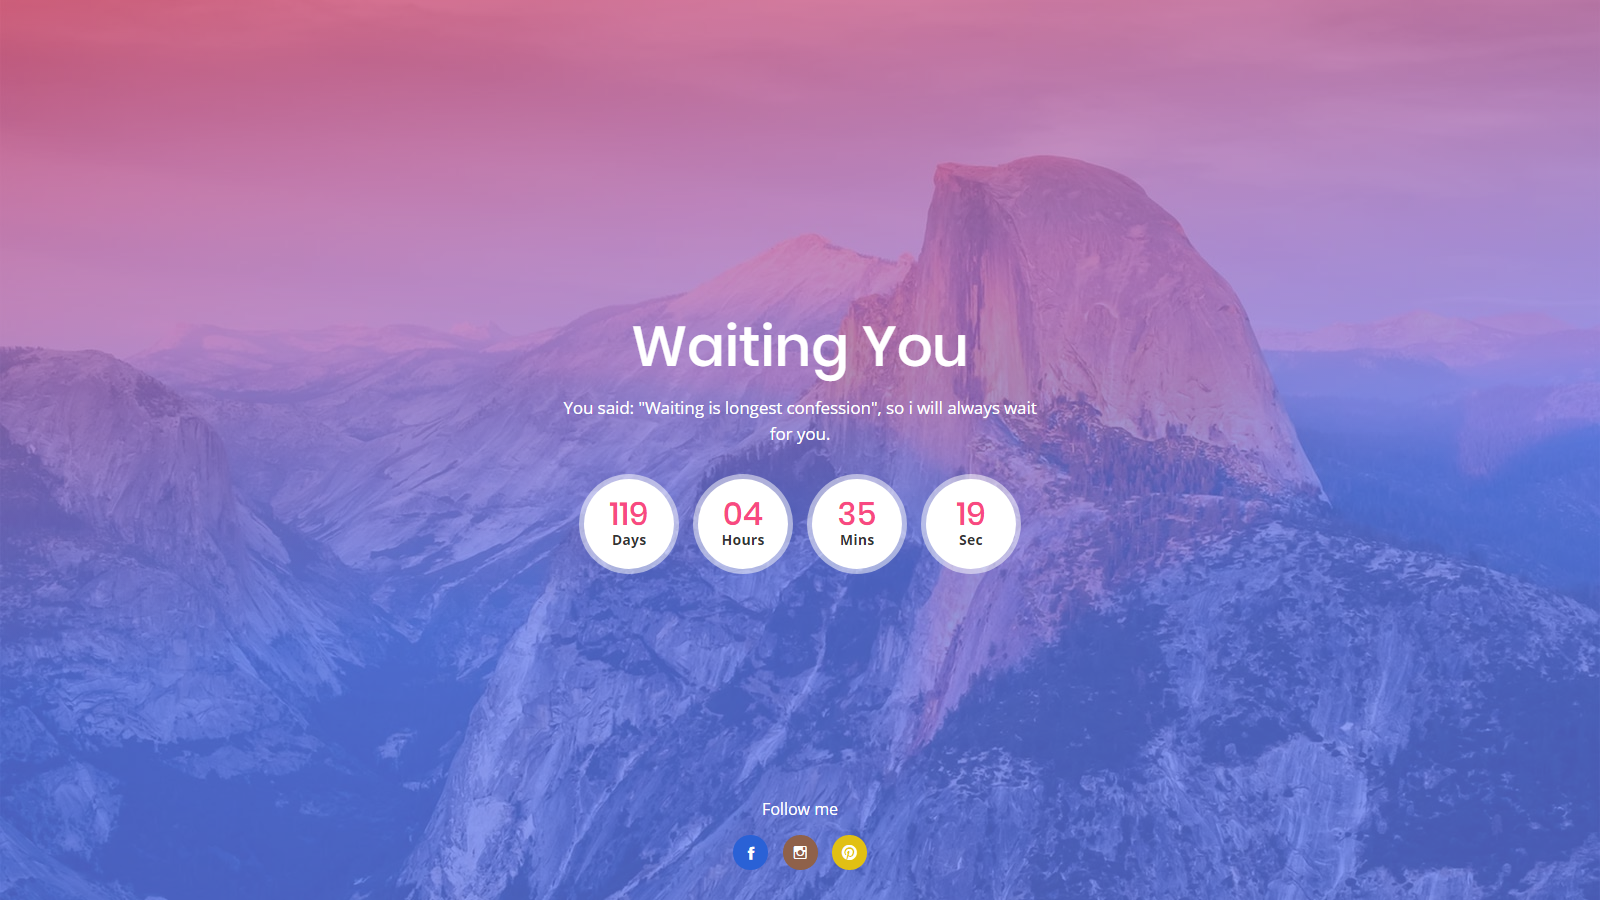 Waiting You
You said: "Waiting is longest confession", so i will always wait
for you.
119
Days
04
Hours
35
Mins
19
Sec
Follow me